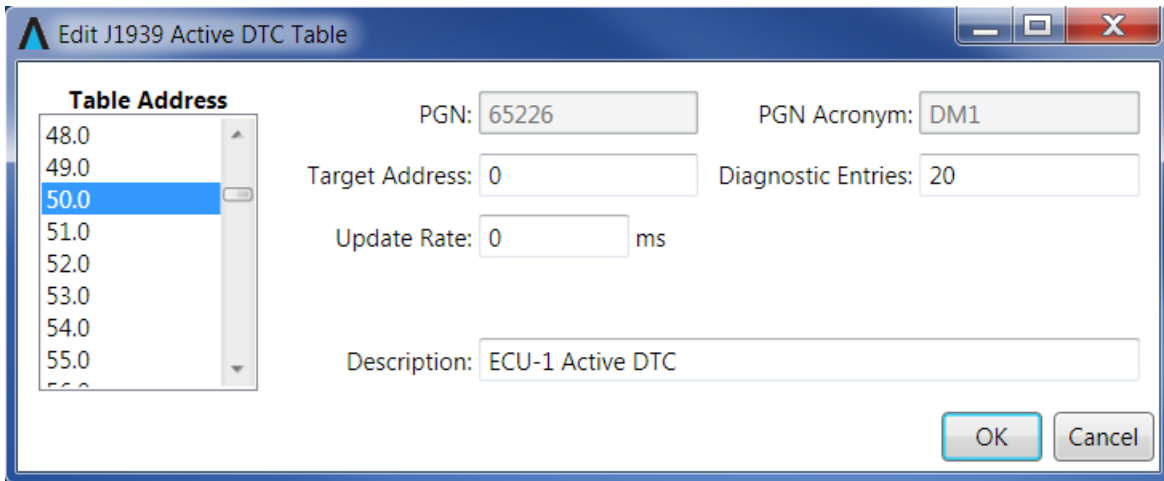 Edit J1939 Active DTC Table
Table Address
48.0
49.0
50.0
51.0
52.0
53.0
54.0
55.0
PGN: 65226 PGN Acronym: DM1
Target Address: 0 Diagnostic Entries: 20
Update Rate: 0 ms
Description: ECU-1 Active DTC
OK Cancel